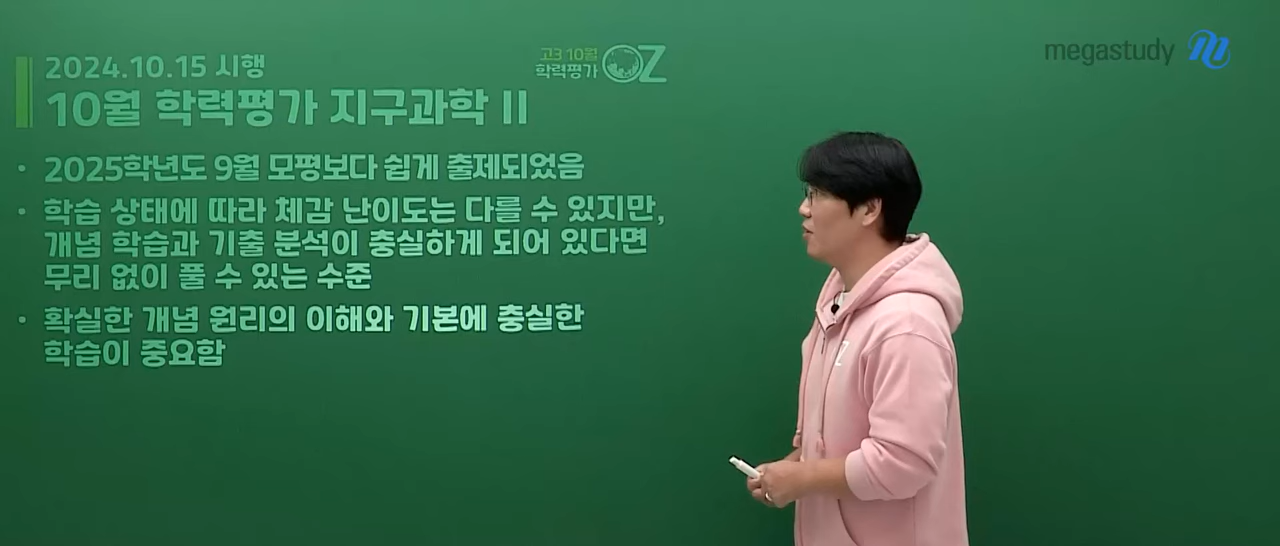 2024.10.15 시행
10월 학력평가 지구과학 II
고3 10월
학력평가 OZ
megastudy
• 2025학년도 9월 모평보다 쉽게 출제되었음
• 학습 상태에 따라 체감 난이도는 다를 수 있지만,
개념 학습과 기출 분석이 충실하게 되어 있다면
무리 없이 풀 수 있는 수준
• 확실한 개념 원리의 이해와 기본에 충실한
학습이 중요함
Z